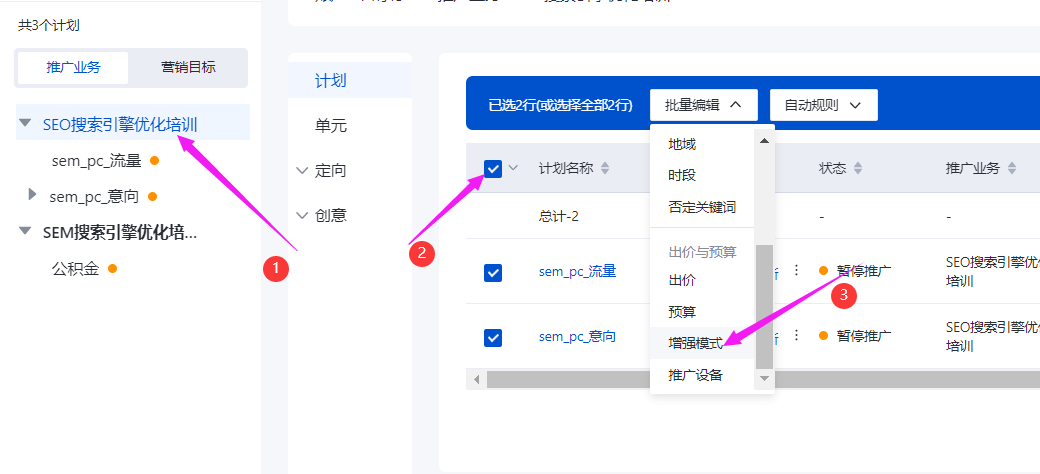 共3个计划
推广业务 营销目标
SEO搜索引擎优化培训
sem_pc_流量
sem_pc_意向
SEM搜索引擎优化培...
公积金
1
计划
单元
定向
创意
已选2行(或选择全部2行) 批量编辑 自动规则
地域
时段
否定关键词
出价与预算
出价
预算
增强模式
推广设备
计划名称 状态 推广业务
总计-2 - -
sem_pc_流量 暂停推广 SEO搜索引擎优
培训
sem_pc_意向 暂停推广 SEO搜索引擎优
培训
2
3